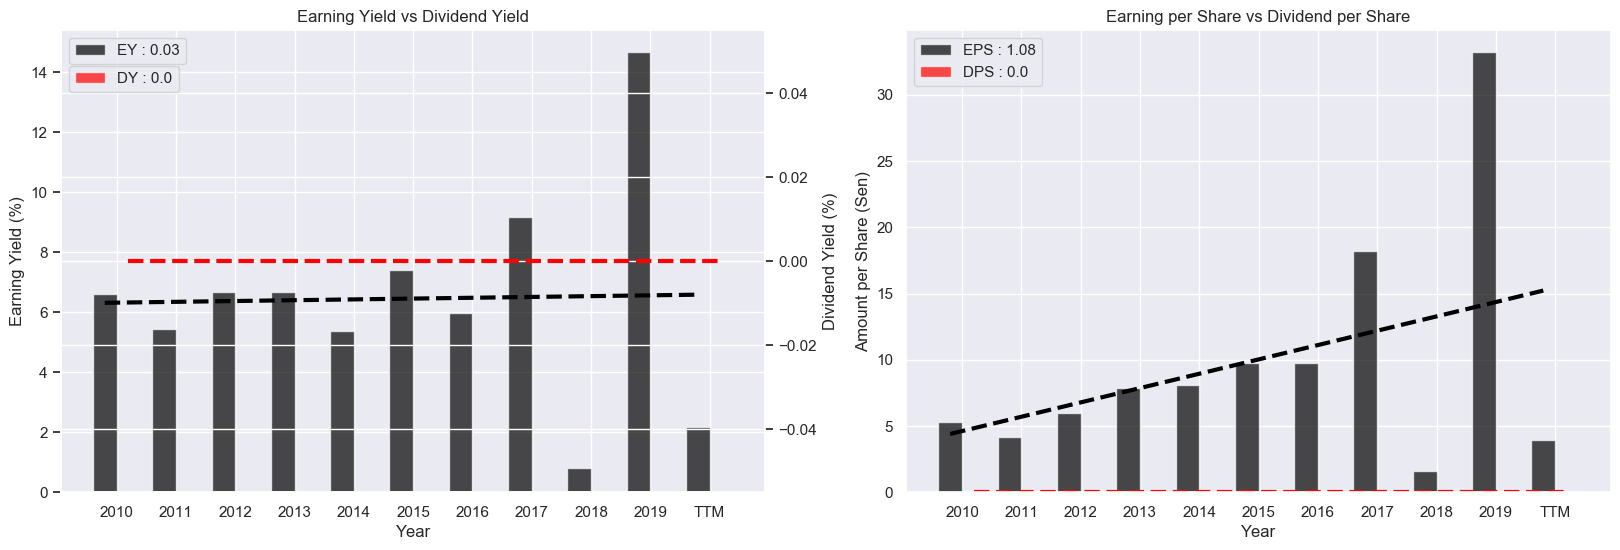 Earning Yield vs Dividend Yield
EY : 0.03
DY : 0.0
14
12
10
8
6
4
2
0
Earning Yield (%)
0.04
0.02
0.00
−0.02
−0.04
Dividend Yield (%)
2010 2011 2012 2013 2014 2015 2016 2017 2018 2019 TTM
Year
Earning per Share vs Dividend per Share
EPS : 1.08
DPS : 0.0
30
25
20
15
10
5
0
Amount per Share (Sen)
2010 2011 2012 2013 2014 2015 2016 2017 2018 2019 TTM
Year